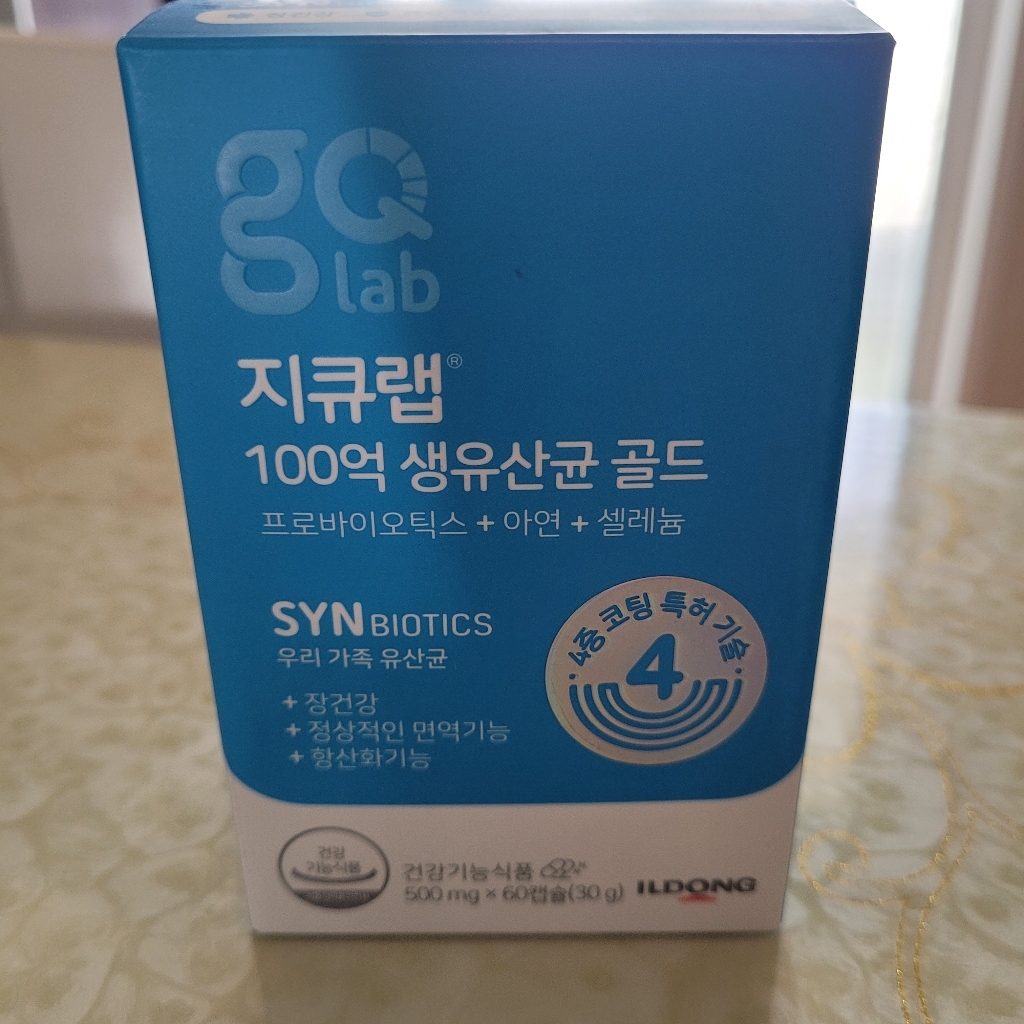 gQ
lab
지큐랩®
100억 생유산균 골드
프로바이오틱스 + 아연 + 셀레늄
SYNBIOTICS
우리 가족 유산균
+ 장건강
+ 정상적인 면역기능
+ 항산화기능
· 4중 코팅 특허 기술 ·
4
건강
기능식품
건강기능식품
500 mg × 60캡슐(30 g)
ILDONG